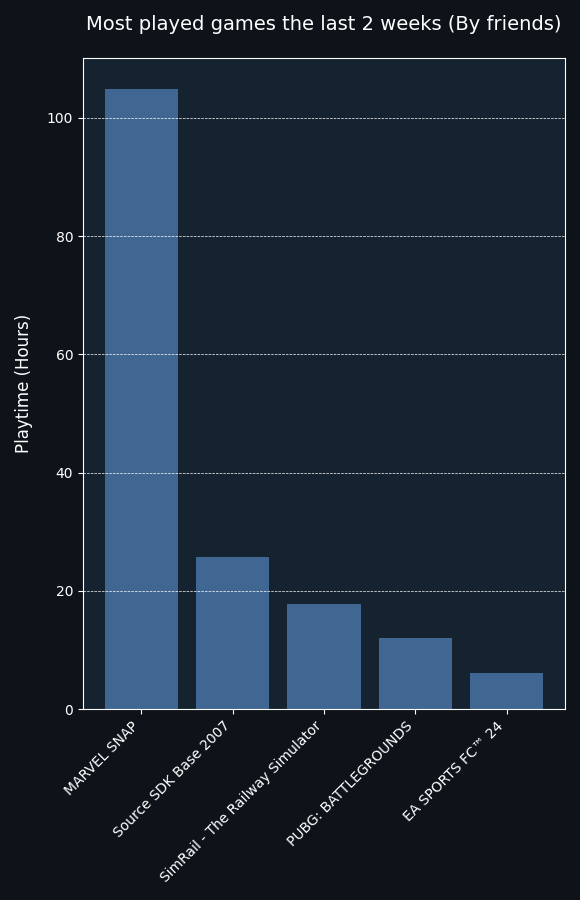 Most played games the last 2 weeks (By friends)
Playtime (Hours)
100
80
60
40
20
0
MARVEL SNAP
Source SDK Base 2007
SimRail - The Railway Simulator
PUBG: BATTLEGROUNDS
EA SPORTS FC™ 24